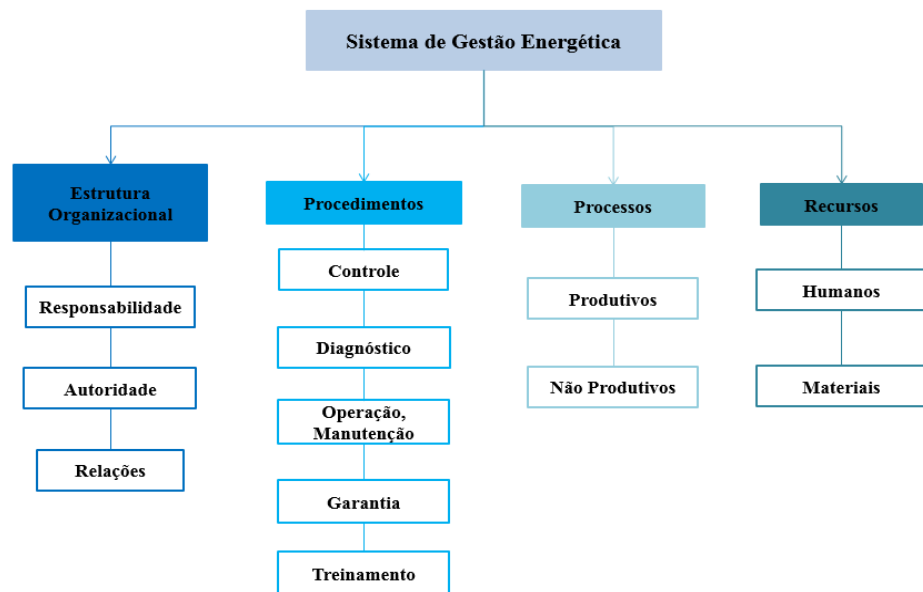 Sistema de Gestão Energética
Estrutura
Organizacional
Procedimentos
Processos
Recursos
Responsabilidade
Autoridade
Relações
Controle
Diagnóstico
Operação,
Manutenção
Garantia
Treinamento
Produtivos
Não Produtivos
Humanos
Materiais